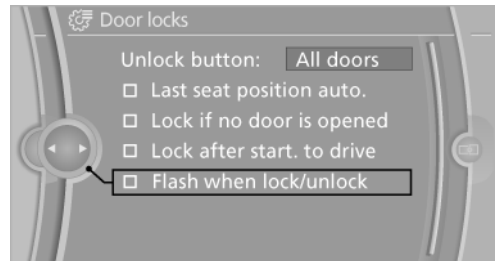 Door locks
Unlock button: All doors
Last seat position auto.
Lock if no door is opened
Lock after start. to drive
Flash when lock/unlock